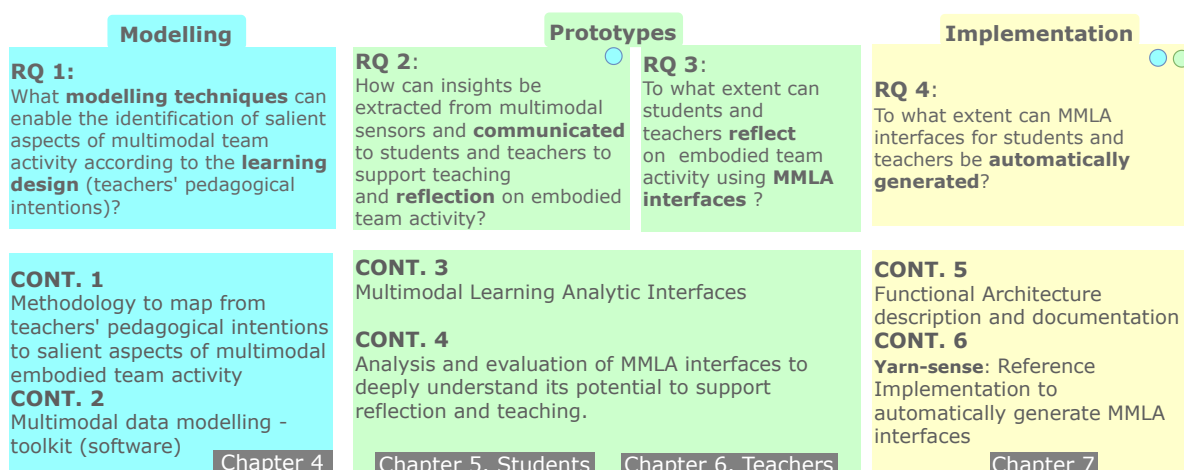 Modelling
RQ 1:
What modelling techniques can
enable the identification of salient
aspects of multimodal team
activity according to the learning
design (teachers' pedagogical
intentions)?
CONT. 1
Methodology to map from
teachers' pedagogical intentions
to salient aspects of multimodal
embodied team activity
CONT. 2
Multimodal data modelling -
toolkit (software)
Chapter 4
Prototypes
RQ 2:
How can insights be
extracted from multimodal
sensors and communicated
to students and teachers to
support teaching
and reflection on embodied
team activity?
RQ 3:
To what extent can
students and
teachers reflect
on embodied team
activity using MMLA
interfaces ?
CONT. 3
Multimodal Learning Analytic Interfaces
CONT. 4
Analysis and evaluation of MMLA interfaces to
deeply understand its potential to support
reflection and teaching.
Chapter 5. Students
Chapter 6. Teachers
Implementation
RQ 4:
To what extent can MMLA
interfaces for students and
teachers be automatically
generated?
CONT. 5
Functional Architecture
description and documentation
CONT. 6
Yarn-sense: Reference
Implementation to
automatically generate MMLA
interfaces
Chapter 7